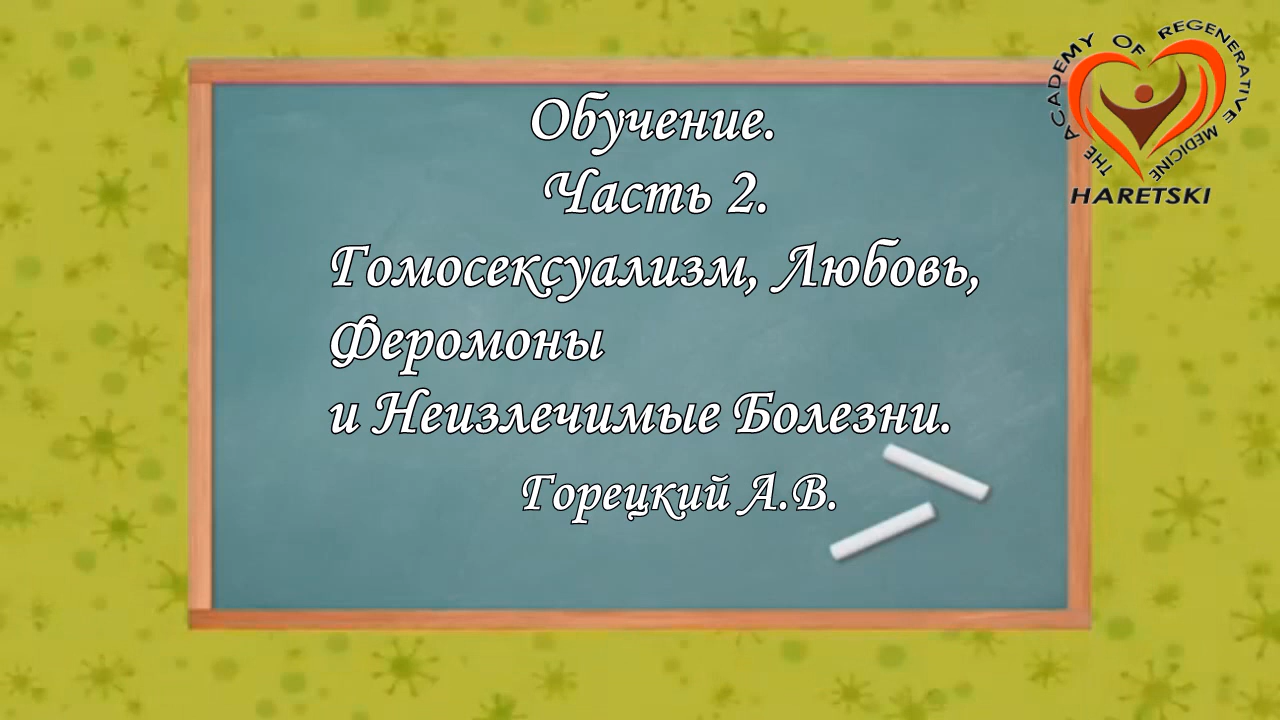 Обучение.
Часть 2.
Гомосексуализм, Любовь,
Феромоны
и Неизлечимые Болезни.
Горецкий А.В.
THE ACADEMY OF REGENERATIVE MEDICINE
HARETSKI